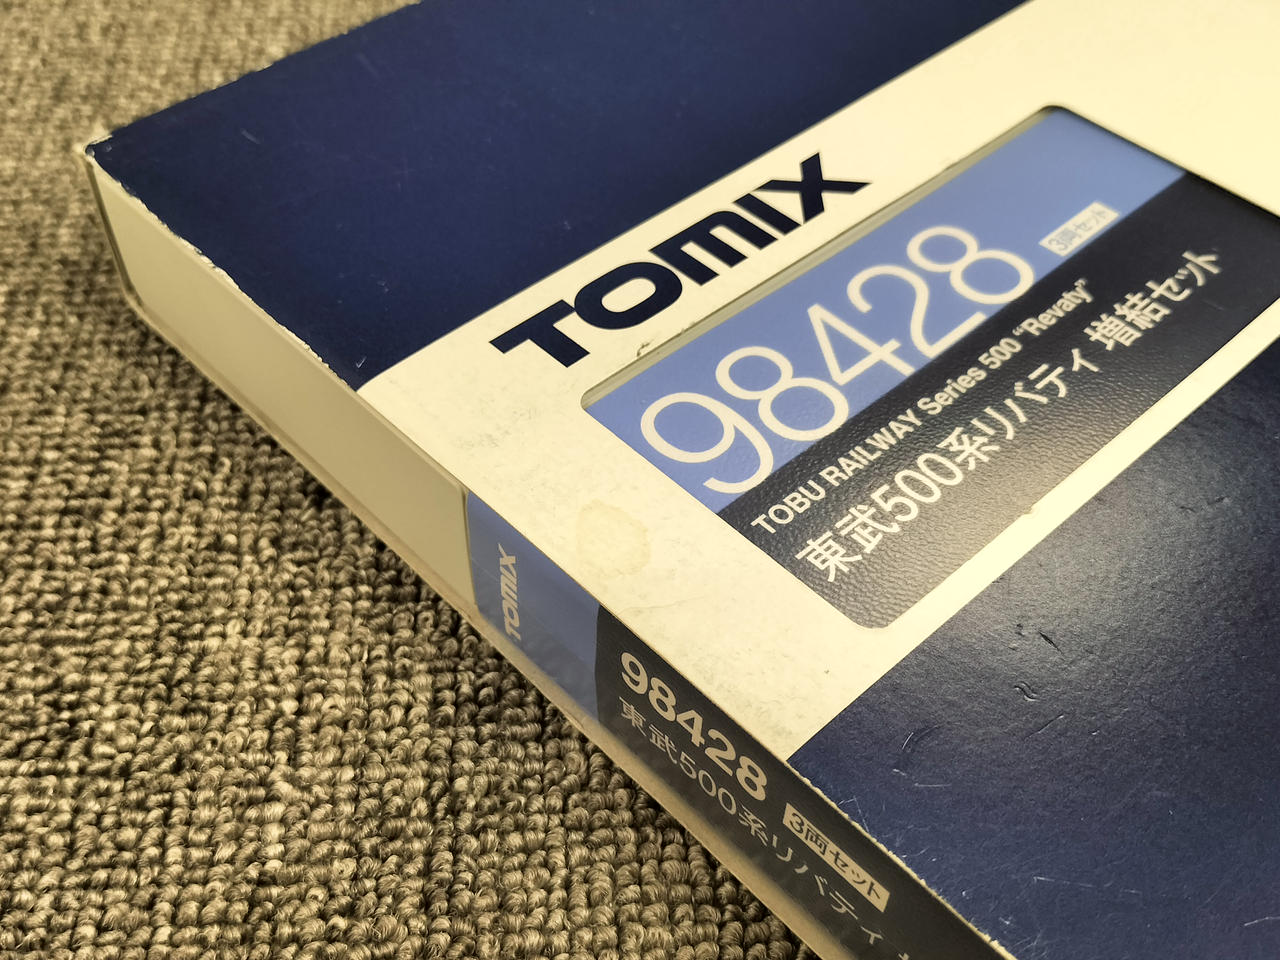 TOMIX
98428
3両セット
TOBU RAILWAY Series 500 "Revaty"
東武500系リバティ 増結セット
TOMIX
98428
3両セット
東武500系リバティ